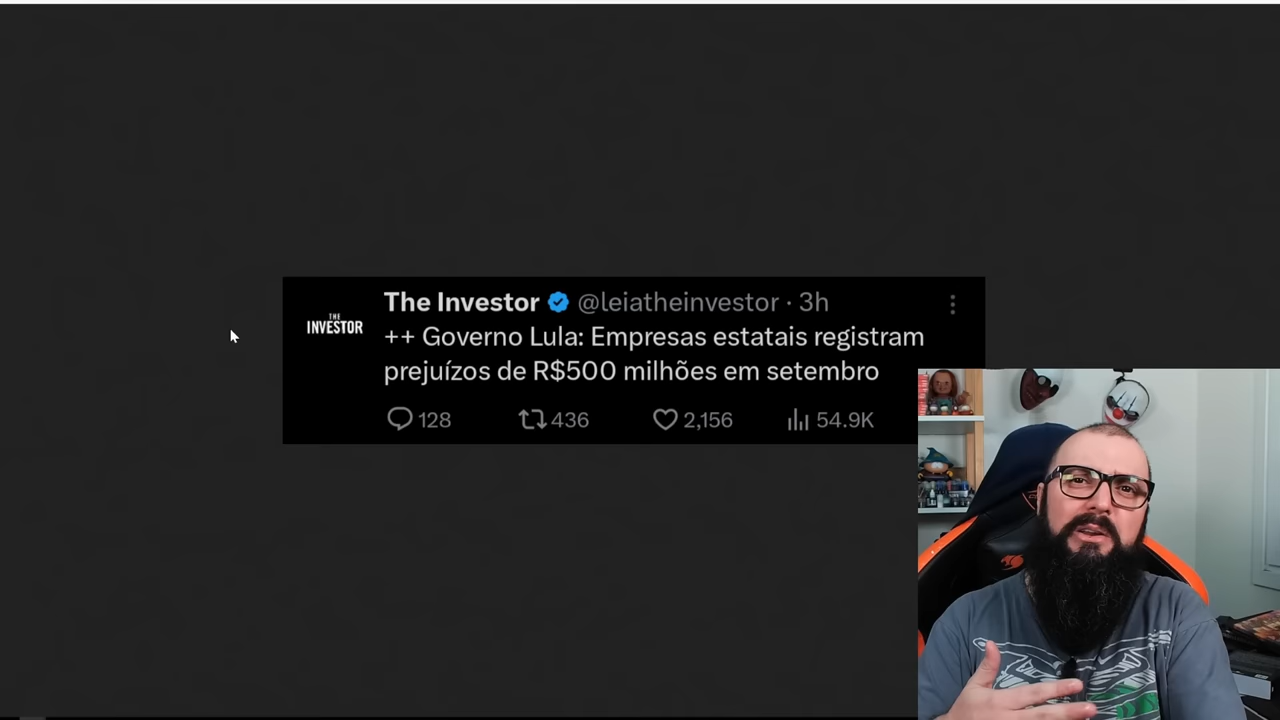 The Investor @leiatheinvestor · 3h
THE
INVESTOR
++ Governo Lula: Empresas estatais registram
prejuízos de R$500 milhões em setembro
128 436 2,156 54.9K